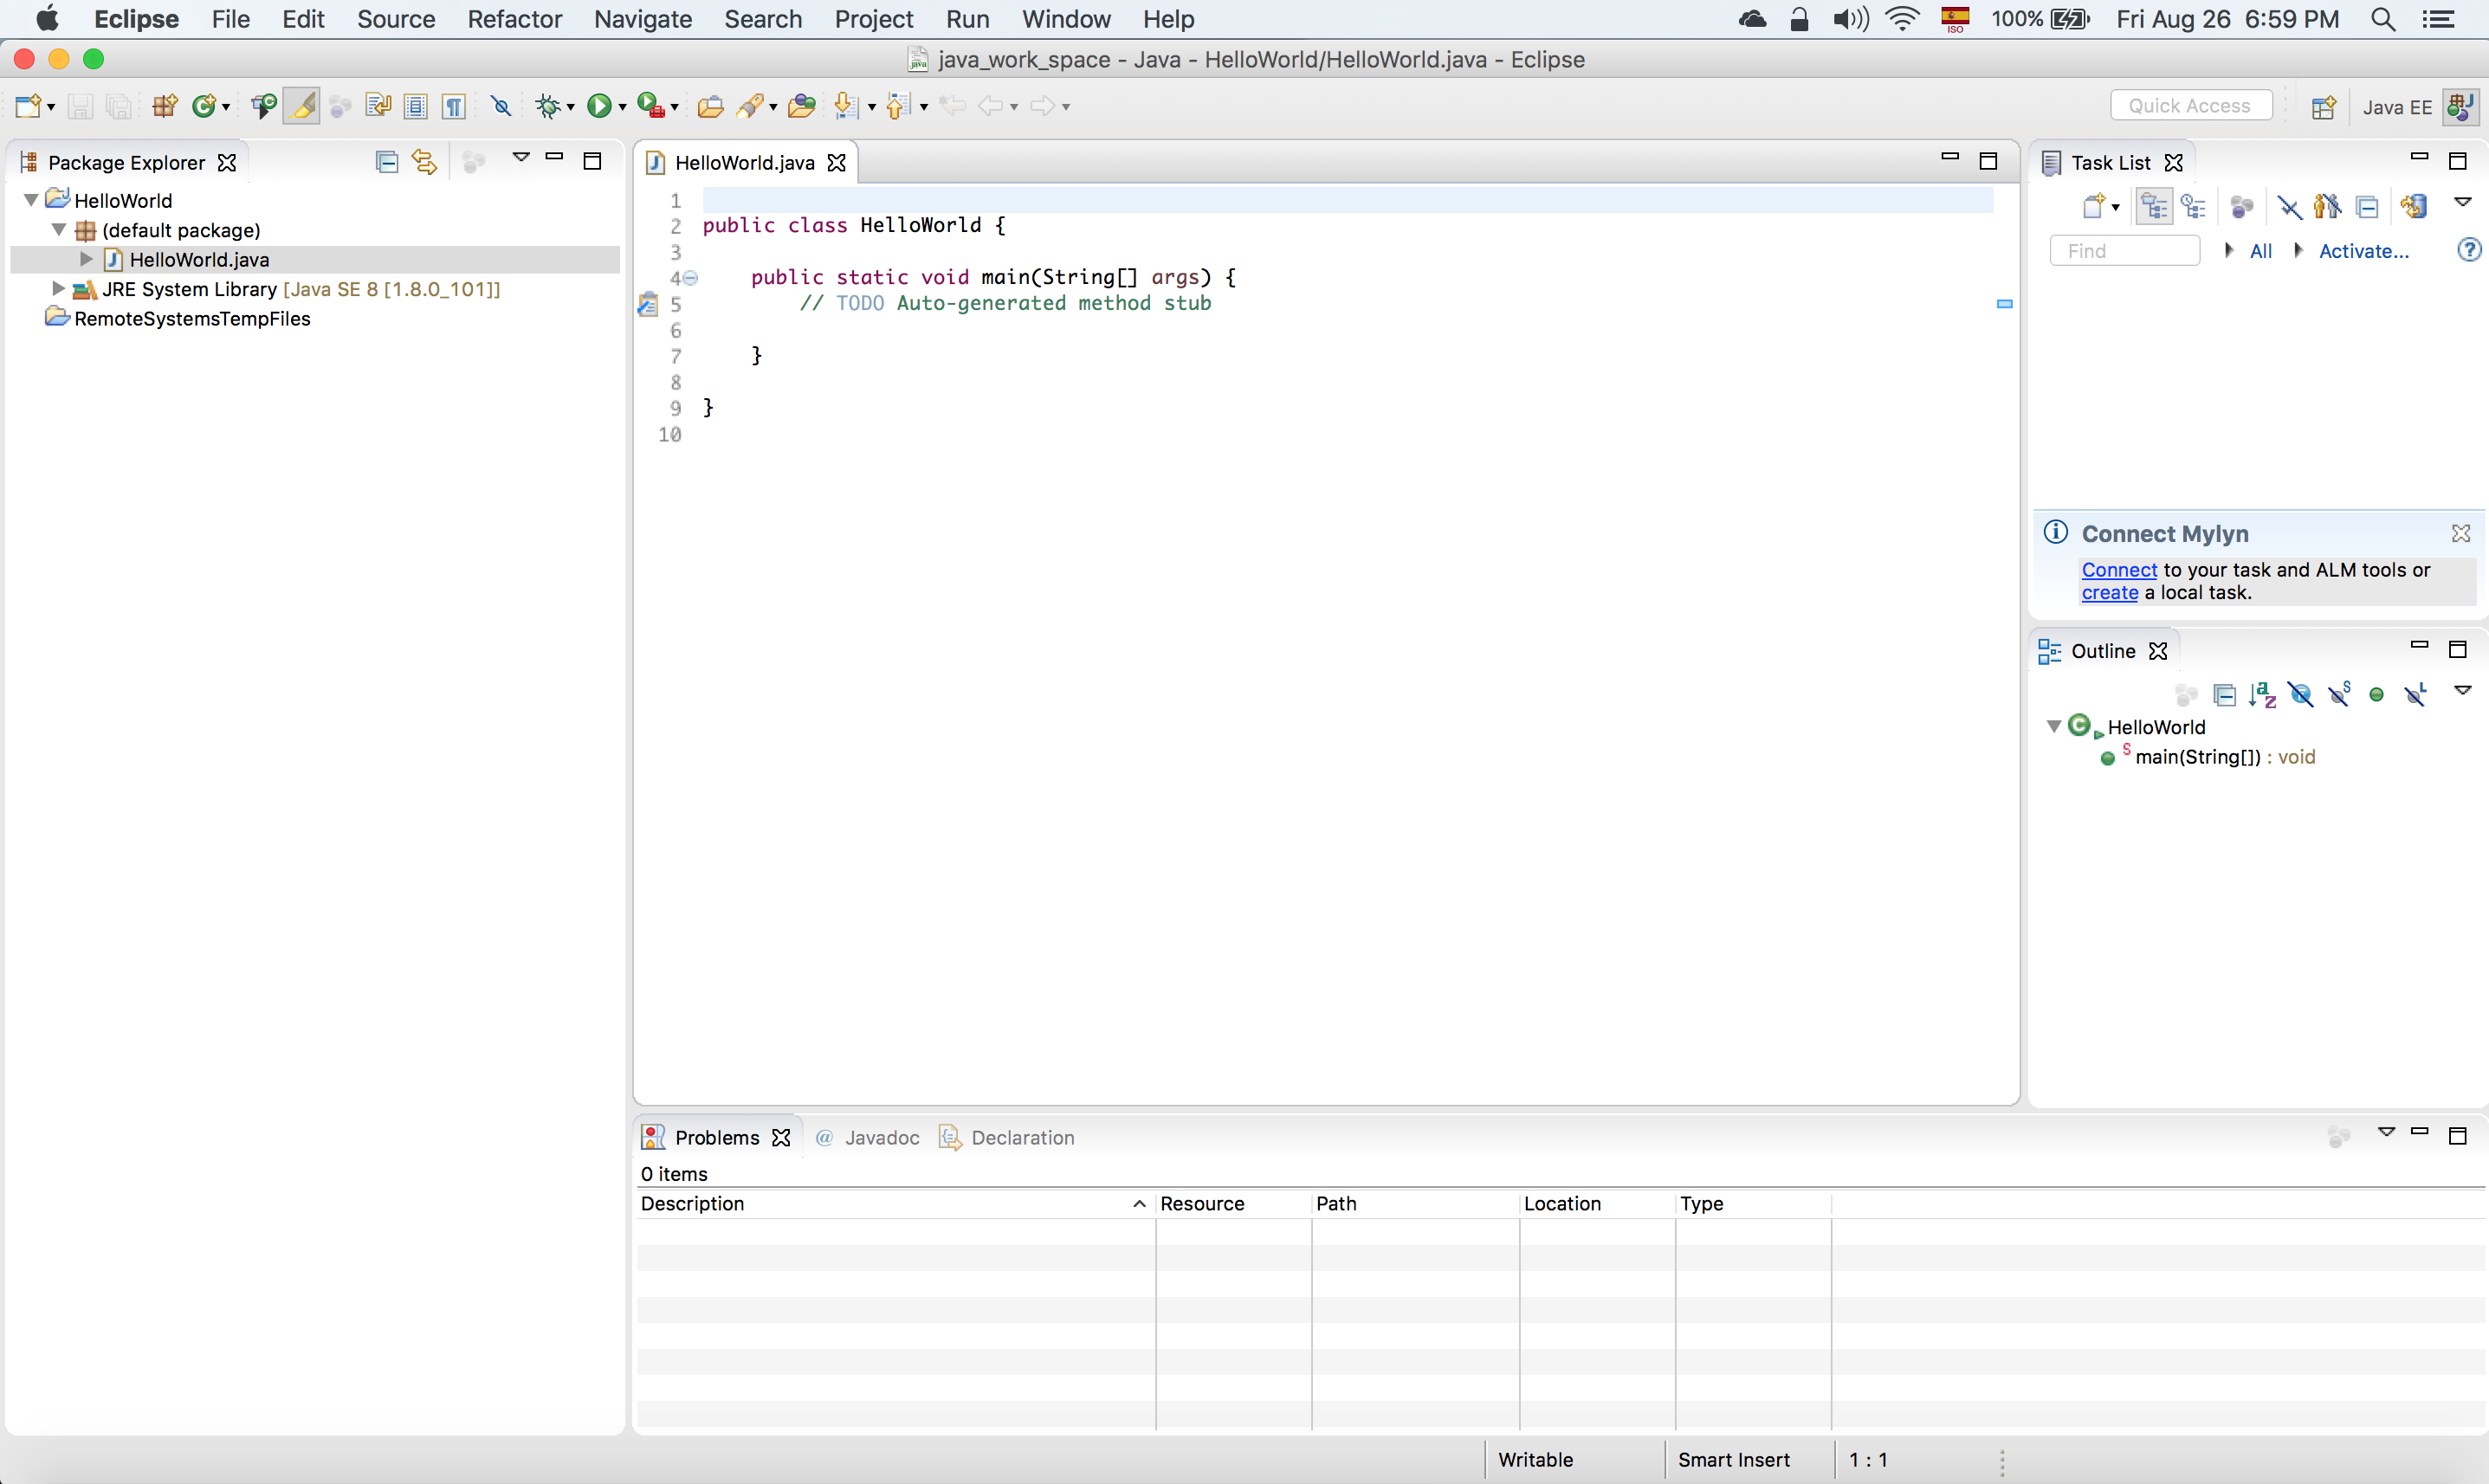 Eclipse File Edit Source Refactor Navigate Search Project Run Window Help ISO 100% Fri Aug 26 6:59 PM
java_work_space - Java - HelloWorld/HelloWorld.java - Eclipse
Quick Access Java EE
Package Explorer
HelloWorld
(default package)
HelloWorld.java
JRE System Library [Java SE 8 [1.8.0_101]]
RemoteSystemsTempFiles
HelloWorld.java
1
2 public class HelloWorld {
3
4 public static void main(String[] args) {
5 // TODO Auto-generated method stub
6
7 }
8
9 }
10
Task List
Find All Activate...
Connect Mylyn
Connect to your task and ALM tools or
create a local task.
Outline
HelloWorld
main(String[]) : void
Problems @ Javadoc Declaration
0 items
Description Resource Path Location Type
Writable Smart Insert 1 : 1